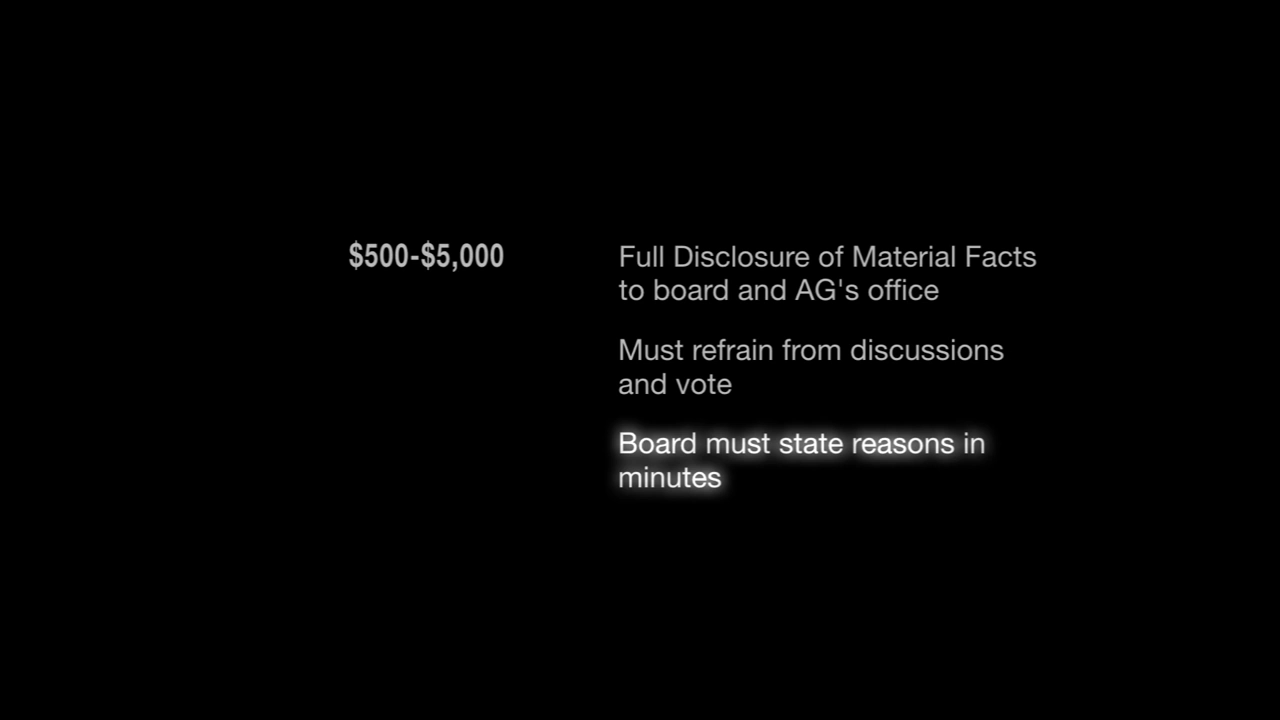 $500-$5,000
Full Disclosure of Material Facts
to board and AG's office
Must refrain from discussions
and vote
Board must state reasons in
minutes